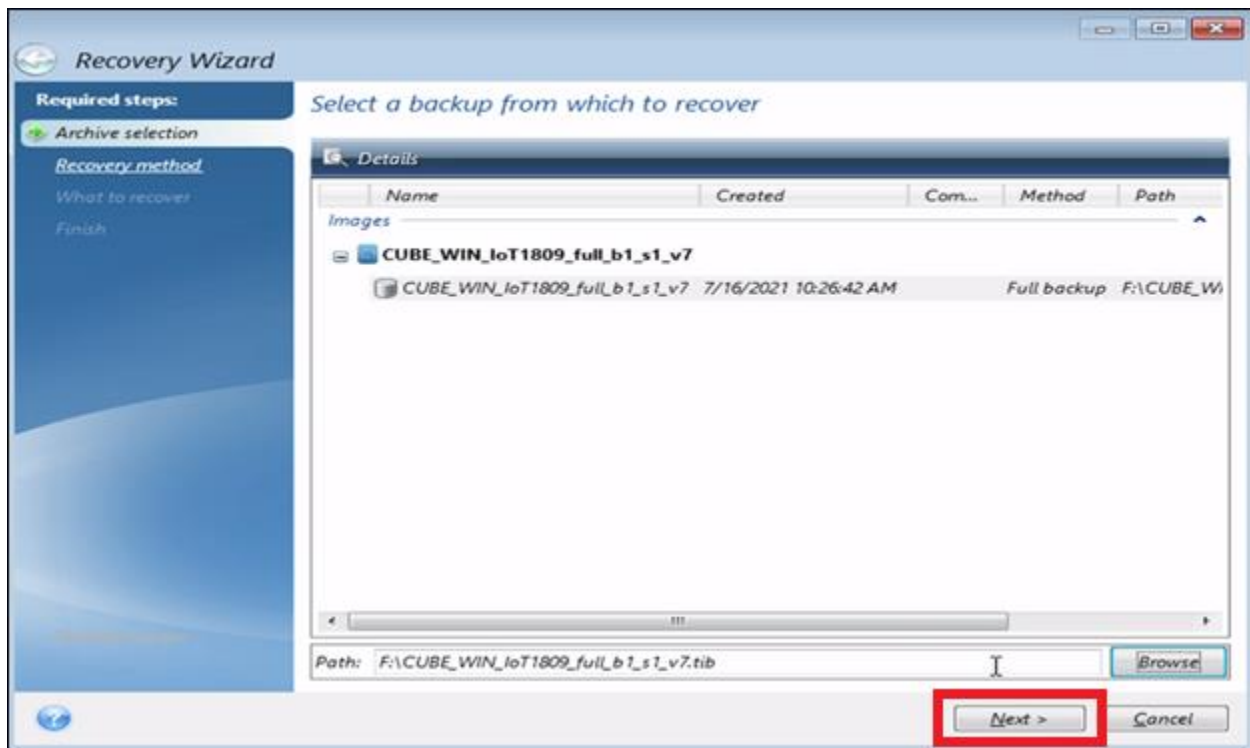 Recovery Wizard
Required steps:
Archive selection
Recovery method
What to recover
Finish
Select a backup from which to recover
Details
Name Created Com... Method Path
Images
CUBE_WIN_IoT1809_full_b1_s1_v7
CUBE_WIN_IoT1809_full_b1_s1_v7 7/16/2021 10:26:42 AM Full backup F:\CUBE_WI
Path: F:\CUBE_WIN_IoT1809_full_b1_s1_v7.tib Browse
Next > Cancel